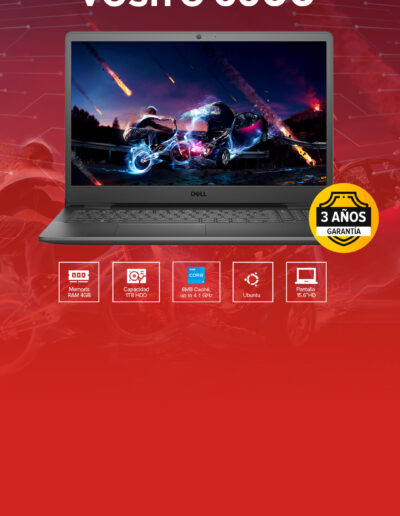 DELL
3 AÑOS
GARANTÍA
Memoria
RAM 4GB
Capacidad
1TB HDD
intel
CORE
6MB Caché,
up to 4.1 GHz
Ubuntu
Pantalla
15.6"HD